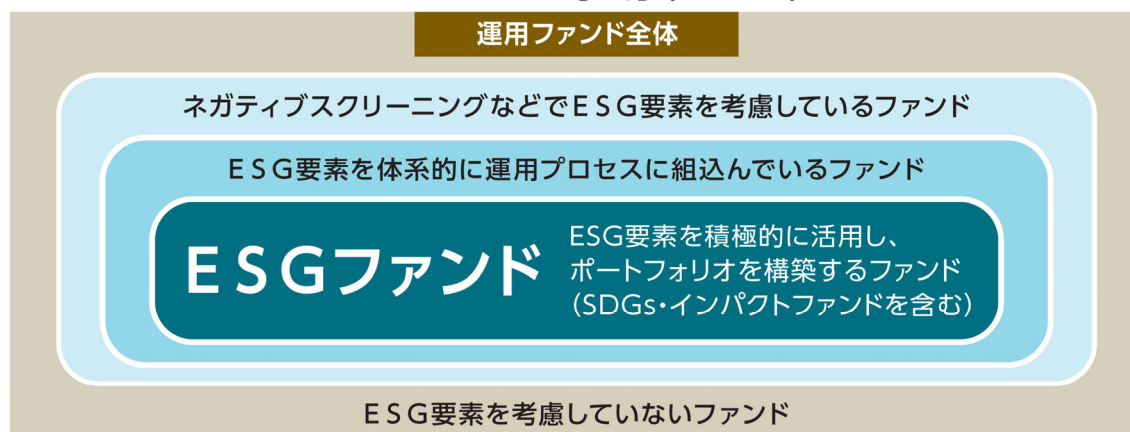 運用ファンド全体
ネガティブスクリーニングなどでESG要素を考慮しているファンド
ESG要素を体系的に運用プロセスに組込んでいるファンド
ESGファンド
ESG要素を積極的に活用し、
ポートフォリオを構築するファンド
(SDGs・インパクトファンドを含む)
ESG要素を考慮していないファンド